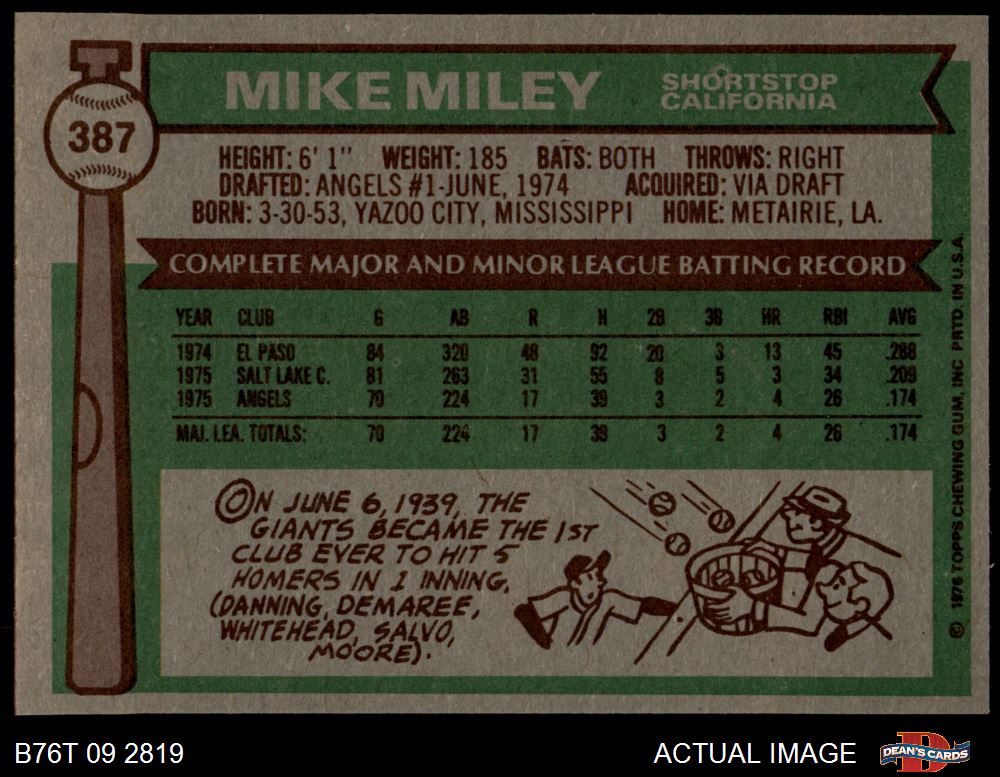 387
MIKE MILEY
SHORTSTOP
CALIFORNIA
HEIGHT: 6' 1" WEIGHT: 185 BATS: BOTH THROWS: RIGHT
DRAFTED: ANGELS #1-JUNE, 1974 ACQUIRED: VIA DRAFT
BORN: 3-30-53, YAZOO CITY, MISSISSIPPI HOME: METAIRIE, LA.
COMPLETE MAJOR AND MINOR LEAGUE BATTING RECORD
YEAR CLUB G AB R H 2B 3B HR RBI AVG
1974 EL PASO 84 320 48 92 20 3 13 45 .288
1975 SALT LAKE C. 81 263 31 55 8 5 3 34 .209
1975 ANGELS 70 224 17 39 3 2 4 26 .174
MAJ. LEA. TOTALS: 70 224 17 39 3 2 4 26 .174
ON JUNE 6, 1939, THE
GIANTS BECAME THE 1ST
CLUB EVER TO HIT 5
HOMERS IN 1 INNING.
(DANNING, DEMAREE,
WHITEHEAD, SALVO,
MOORE).
© 1976 TOPPS CHEWING GUM, INC PRTD. IN U.S.A.
B76T 09 2819
ACTUAL IMAGE
DEAN'S CARDS